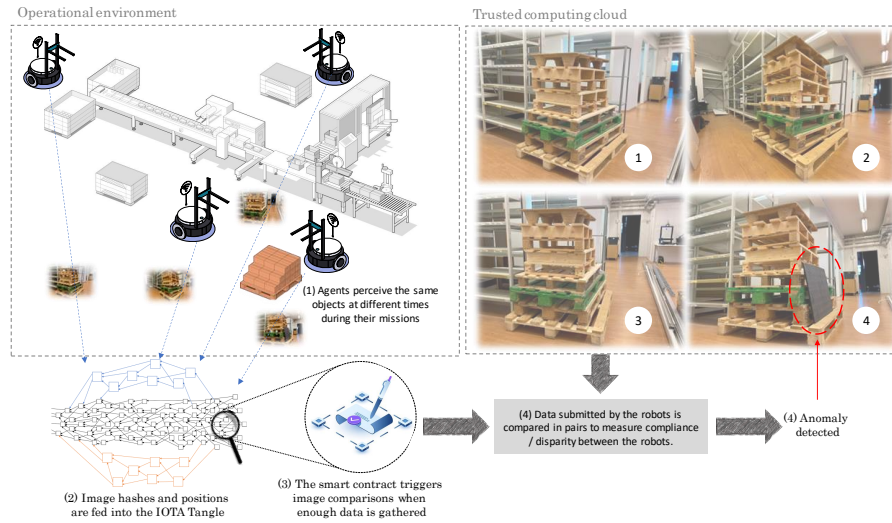 Operational environment
Trusted computing cloud
1
2
3
4
(1) Agents perceive the same
objects at different times
during their missions
(2) Image hashes and positions
are fed into the IOTA Tangle
(3) The smart contract triggers
image comparisons when
enough data is gathered
(4) Data submitted by the robots is
compared in pairs to measure compliance
/ disparity between the robots.
(4) Anomaly
detected